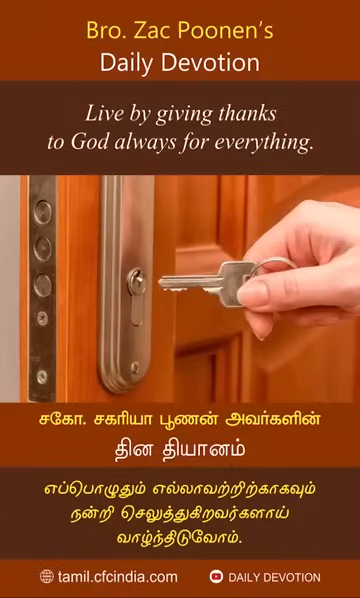 Bro. Zac Poonen's
Daily Devotion
Live by giving thanks
to God always for everything.
சகோ. சகரியா பூணன் அவர்களின்
தின தியானம்
எப்பொழுதும் எல்லாவற்றிற்காகவும்
நன்றி செலுத்துகிறவர்களாய்
வாழ்ந்திடுவோம்.
tamil.cfcindia.com
DAILY DEVOTION